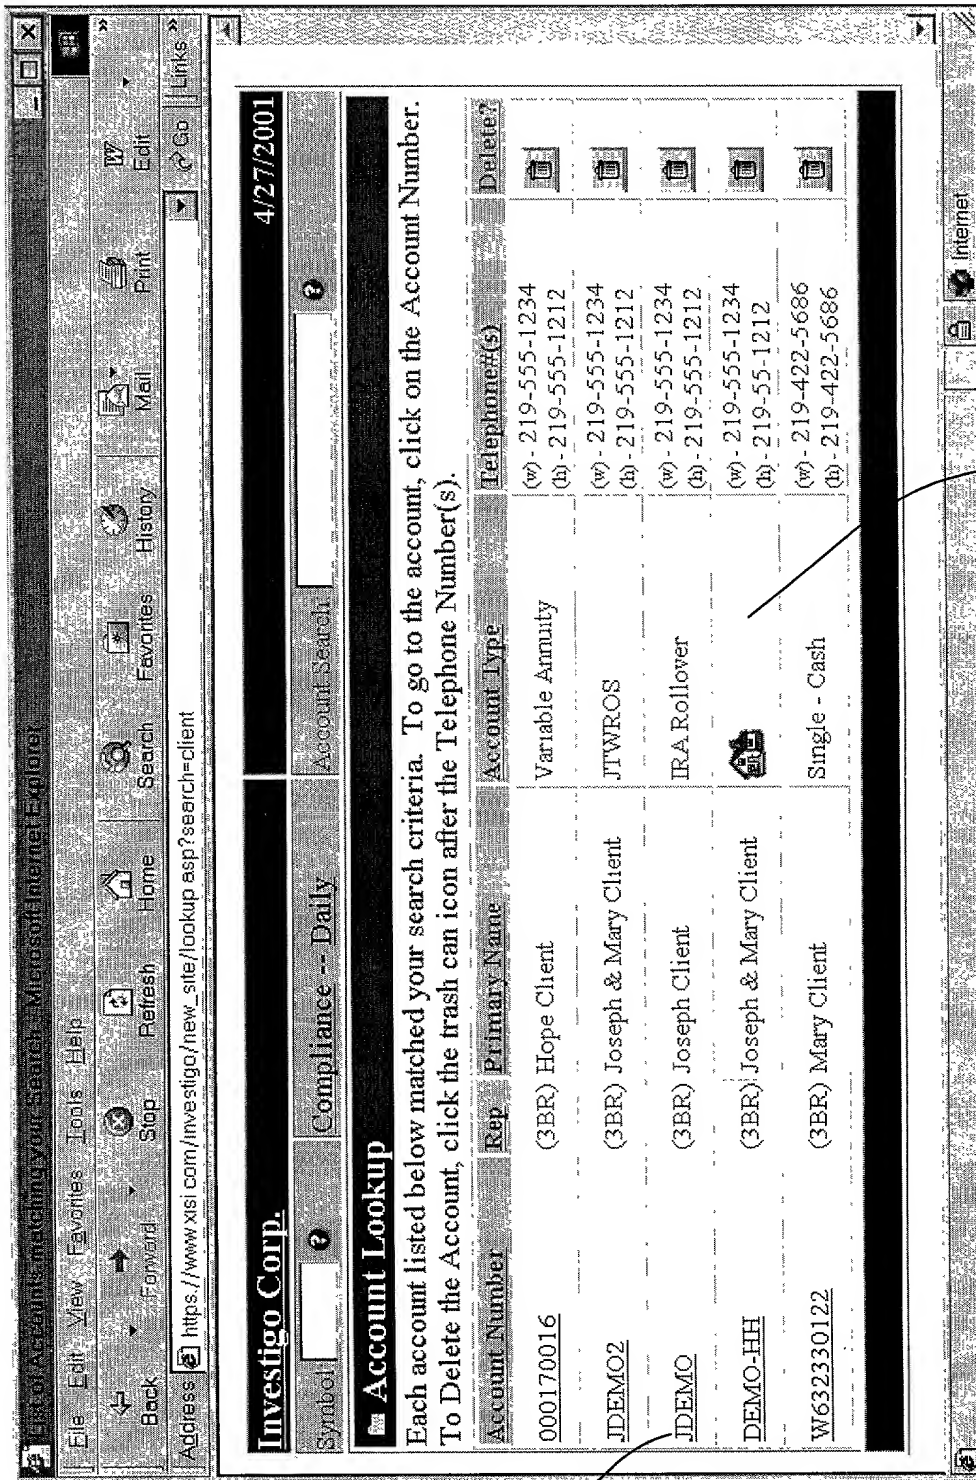 List of Accounts matching your Search - Microsoft Internet Explorer
File Edit View Favorites Tools Help
Back Forward Stop Refresh Home Search Favorites History Mail Print Edit
Address https://www.xisi.com/investigo/new_site/lookup.asp?search=client Go Links
Investigo Corp. 4/27/2001
Symbol Compliance -- Daily Account Search
Account Lookup
Each account listed below matched your search criteria. To go to the account, click on the Account Number.
To Delete the Account, click the trash can icon after the Telephone Number(s).
Account Number Rep Primary Name Account Type Telephone#(s) Delete?
000170016 (3BR) Hope Client Variable Annuity (w) - 219-555-1234
(h) - 219-555-1212
JDEMO2 (3BR) Joseph & Mary Client JTWROS (w) - 219-555-1234
(h) - 219-555-1212
JDEMO (3BR) Joseph Client IRA Rollover (w) - 219-555-1234
(h) - 219-555-1212
DEMO-HH (3BR) Joseph & Mary Client (w) - 219-555-1234
(h) - 219-55-1212
W632330122 (3BR) Mary Client Single - Cash (w) - 219-422-5686
(h) - 219-422-5686
Internet